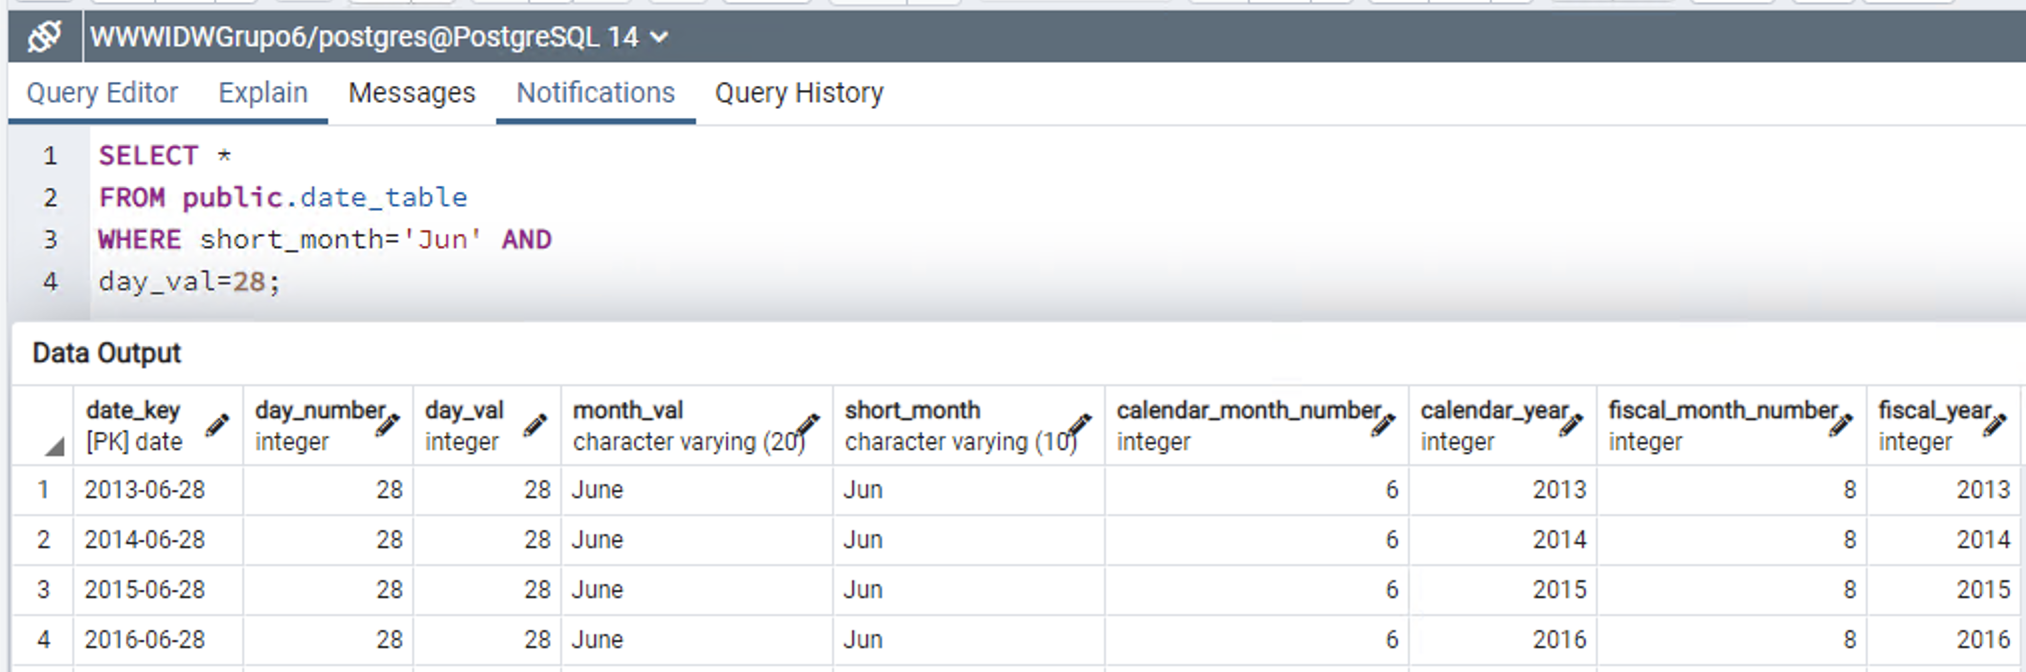 WWWIDWGrupo6/postgres@PostgreSQL 14
Query Editor Explain Messages Notifications Query History
1 SELECT *
2 FROM public.date_table
3 WHERE short_month='Jun' AND
4 day_val=28;
Data Output
date_key day_number day_val month_val short_month calendar_month_number calendar_year fiscal_month_number fiscal_year
[PK] date integer integer character varying (20) character varying (10) integer integer integer integer
1 2013-06-28 28 28 June Jun 6 2013 8 2013
2 2014-06-28 28 28 June Jun 6 2014 8 2014
3 2015-06-28 28 28 June Jun 6 2015 8 2015
4 2016-06-28 28 28 June Jun 6 2016 8 2016